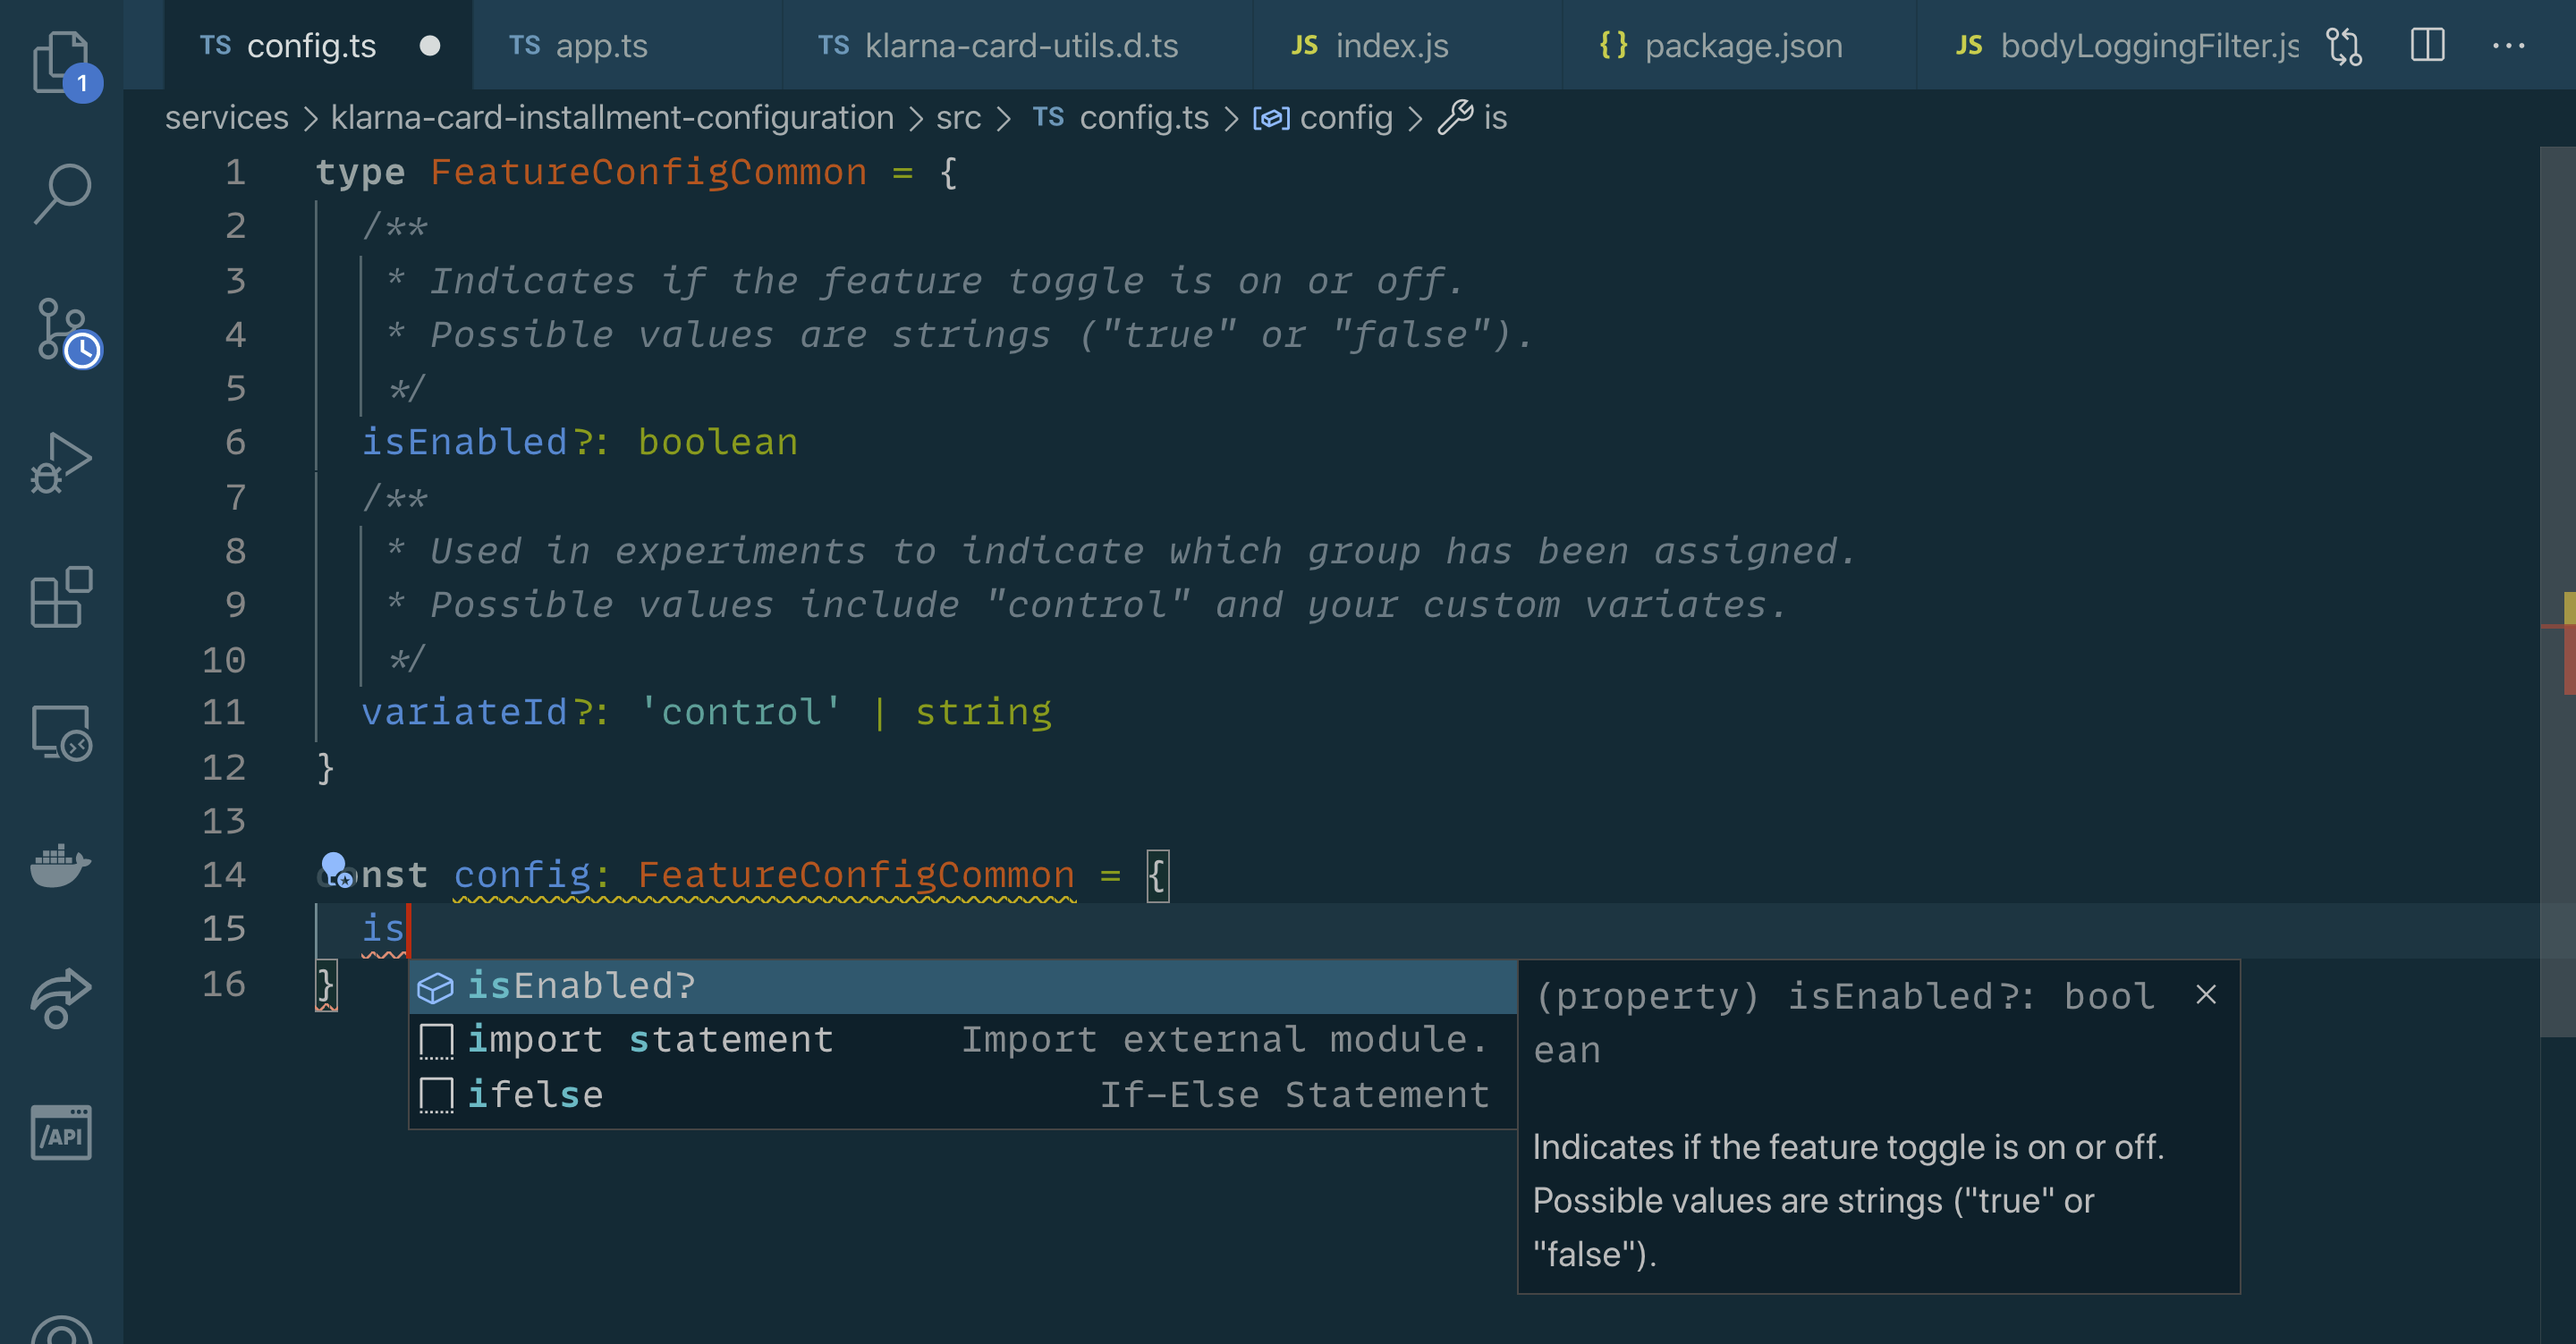 1
TS config.ts
TS app.ts
TS klarna-card-utils.d.ts
JS index.js
{} package.json
JS bodyLoggingFilter.js
services > klarna-card-installment-configuration > src > TS config.ts > config > is
1 type FeatureConfigCommon = {
2 /**
3 * Indicates if the feature toggle is on or off.
4 * Possible values are strings ("true" or "false").
5 */
6 isEnabled?: boolean
7 /**
8 * Used in experiments to indicate which group has been assigned.
9 * Possible values include "control" and your custom variates.
10 */
11 variateId?: 'control' | string
12 }
13
14 const config: FeatureConfigCommon = {
15 is
16 }
isEnabled?
import statement Import external module.
ifelse If-Else Statement
(property) isEnabled?: bool
ean
Indicates if the feature toggle is on or off.
Possible values are strings ("true" or
"false").
/API